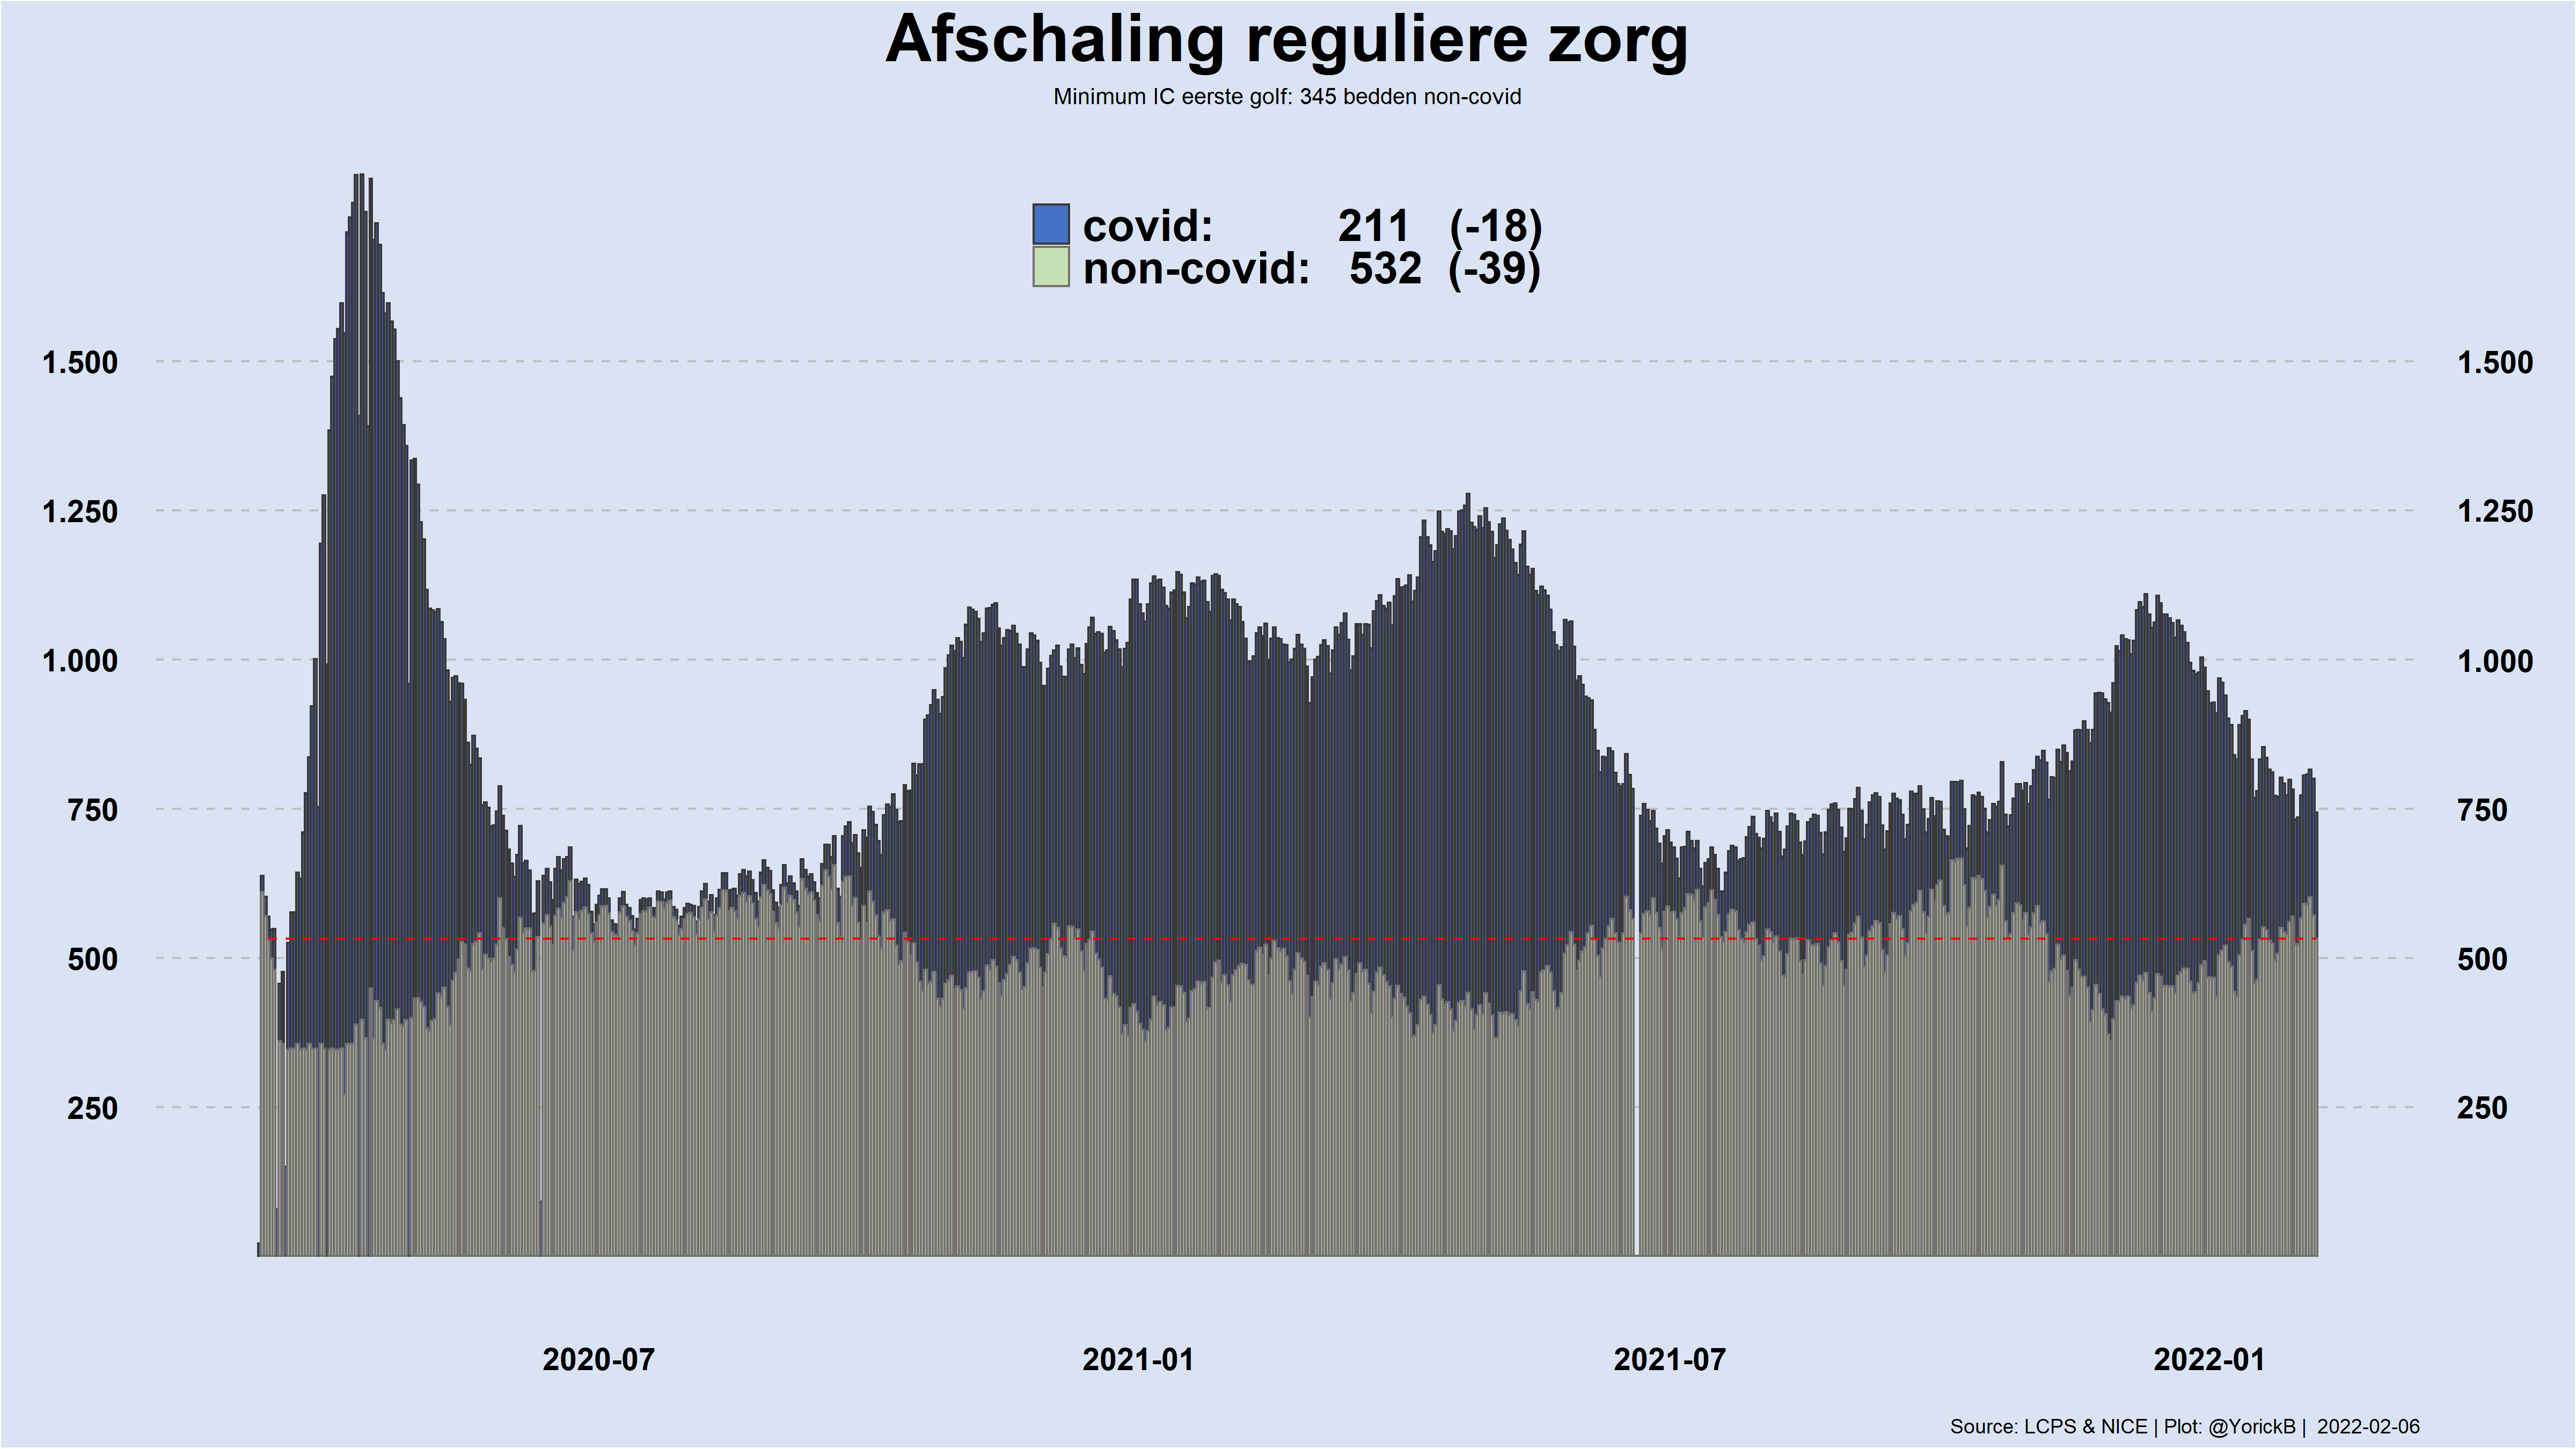 Afschaling reguliere zorg
Minimum IC eerste golf: 345 bedden non-covid
covid: 211 (-18)
non-covid: 532 (-39)
1.500 1.500
1.250 1.250
1.000 1.000
750 750
500 500
250 250
2020-07 2021-01 2021-07 2022-01
Source: LCPS & NICE | Plot: @YorickB | 2022-02-06